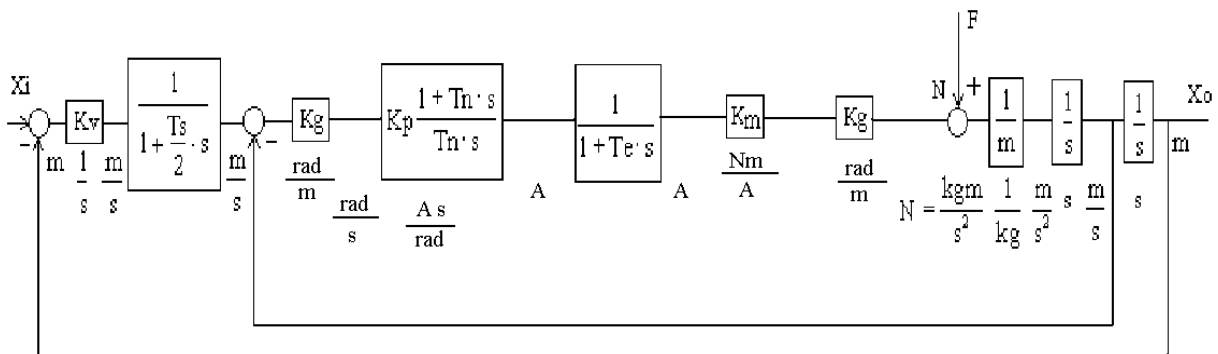 F
Xi
N
+
Xo
Kv
1
1+ Ts/2 · s
Kg
Kp 1 + Tn · s / Tn · s
1
1 + Te · s
Km
Kg
1/m
1/s
1/s
-
m
1/s
m/s
m/s
-
rad/m
rad/s
A s/rad
A
A
Nm/A
rad/m
N = kgm/s²
1/kg
m/s²
s
m/s
s
m